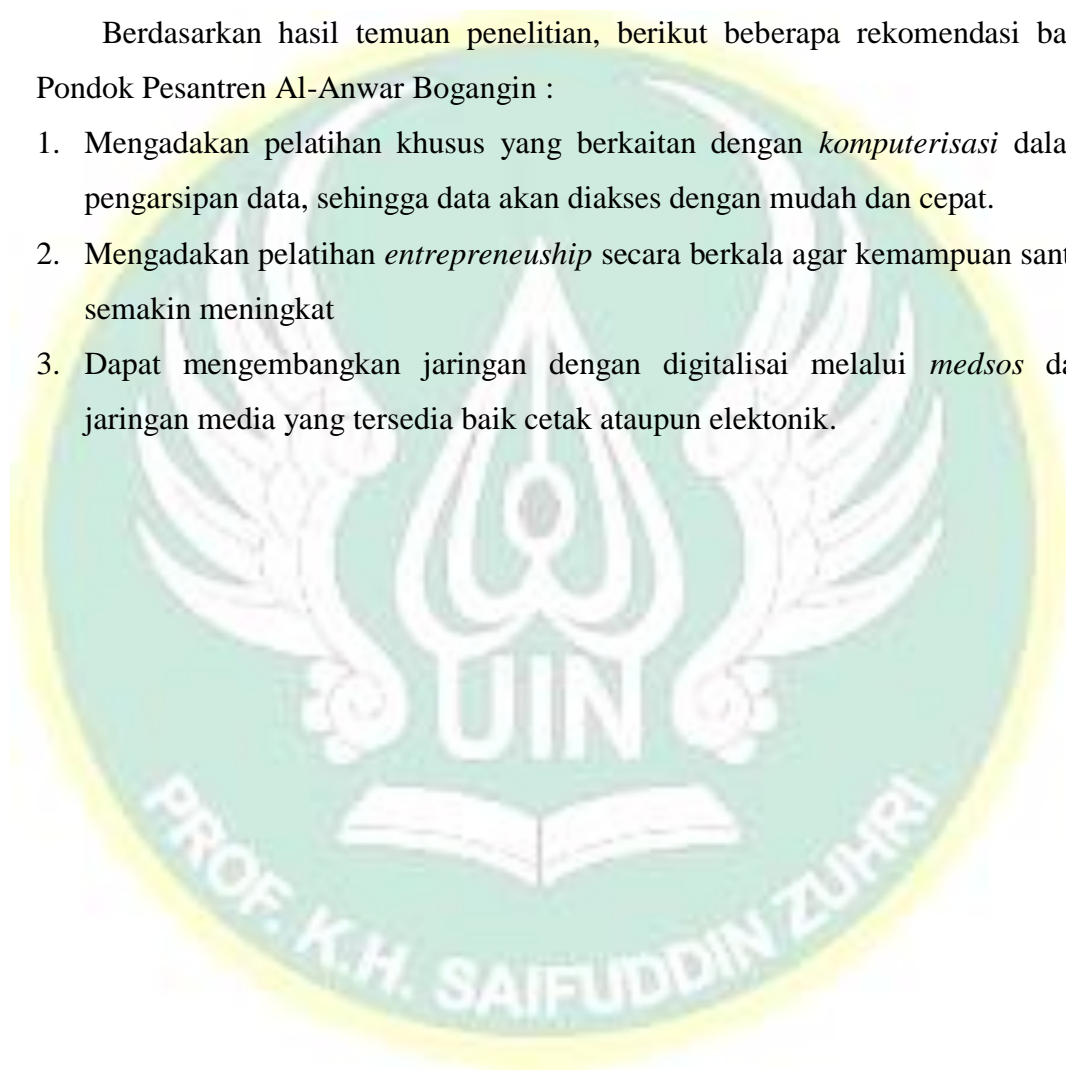 Berdasarkan hasil temuan penelitian, berikut beberapa rekomendasi ba
Pondok Pesantren Al-Anwar Bogangin :
1. Mengadakan pelatihan khusus yang berkaitan dengan komputerisasi dala
pengarsipan data, sehingga data akan diakses dengan mudah dan cepat.
2. Mengadakan pelatihan entrepreneuship secara berkala agar kemampuan sant
semakin meningkat
3. Dapat mengembangkan jaringan dengan digitalisai melalui medsos da
jaringan media yang tersedia baik cetak ataupun elektonik.
UIN
PROF. K.H. SAIFUDDIN ZUHRI